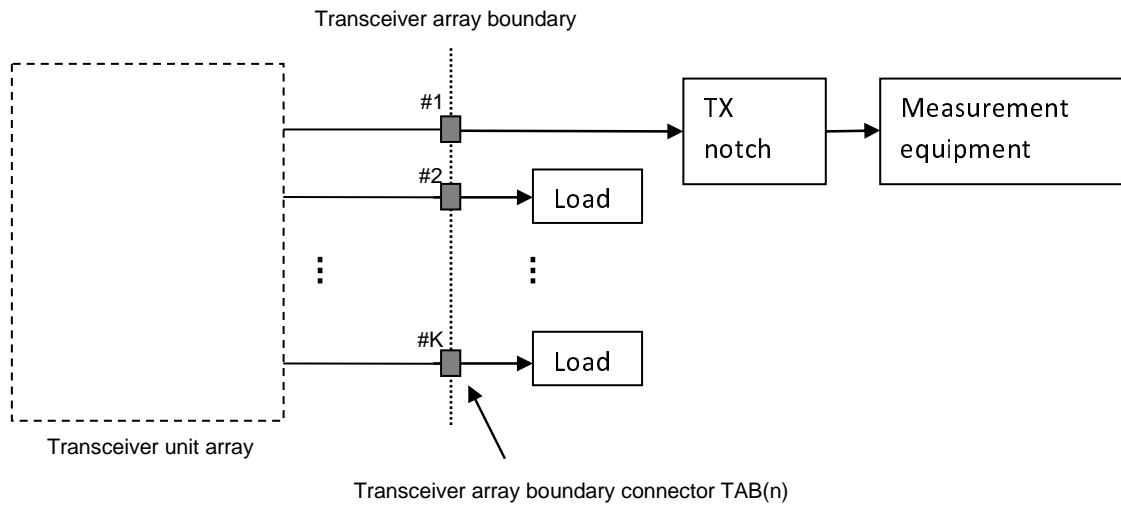 Transceiver array boundary
#1
TX
notch
Measurement
equipment
#2
Load
#K
Load
Transceiver unit array
Transceiver array boundary connector TAB(n)